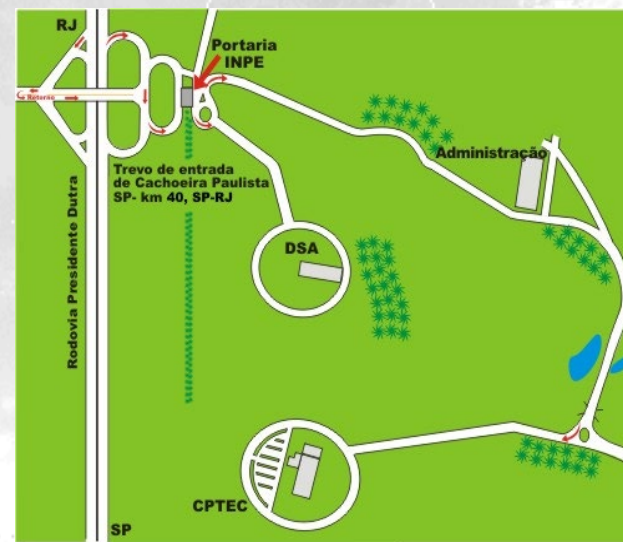 RJ
Portaria
INPE
Retorno
Administração
Trevo de entrada
de Cachoeira Paulista
SP- km 40, SP-RJ
Rodovia Presidente Dutra
DSA
CPTEC
SP